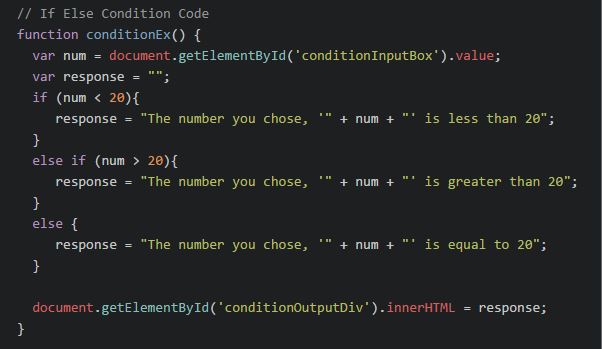 // If Else Condition Code
function conditionEx() {
  var num = document.getElementById('conditionInputBox').value;
  var response = "";
  if (num < 20){
     response = "The number you chose, '" + num + "' is less than 20";
  }
  else if (num > 20){
     response = "The number you chose, '" + num + "' is greater than 20";
  }
  else {
     response = "The number you chose, '" + num + "' is equal to 20";
  }

  document.getElementById('conditionOutputDiv').innerHTML = response;
}